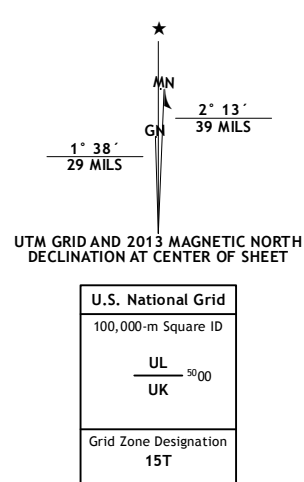 ★
MN
2° 13´
39 MILS
GN
1° 38´
29 MILS
UTM GRID AND 2013 MAGNETIC NORTH
DECLINATION AT CENTER OF SHEET
U.S. National Grid
100,000-m Square ID
UL
⁵⁰00
UK
Grid Zone Designation
15T